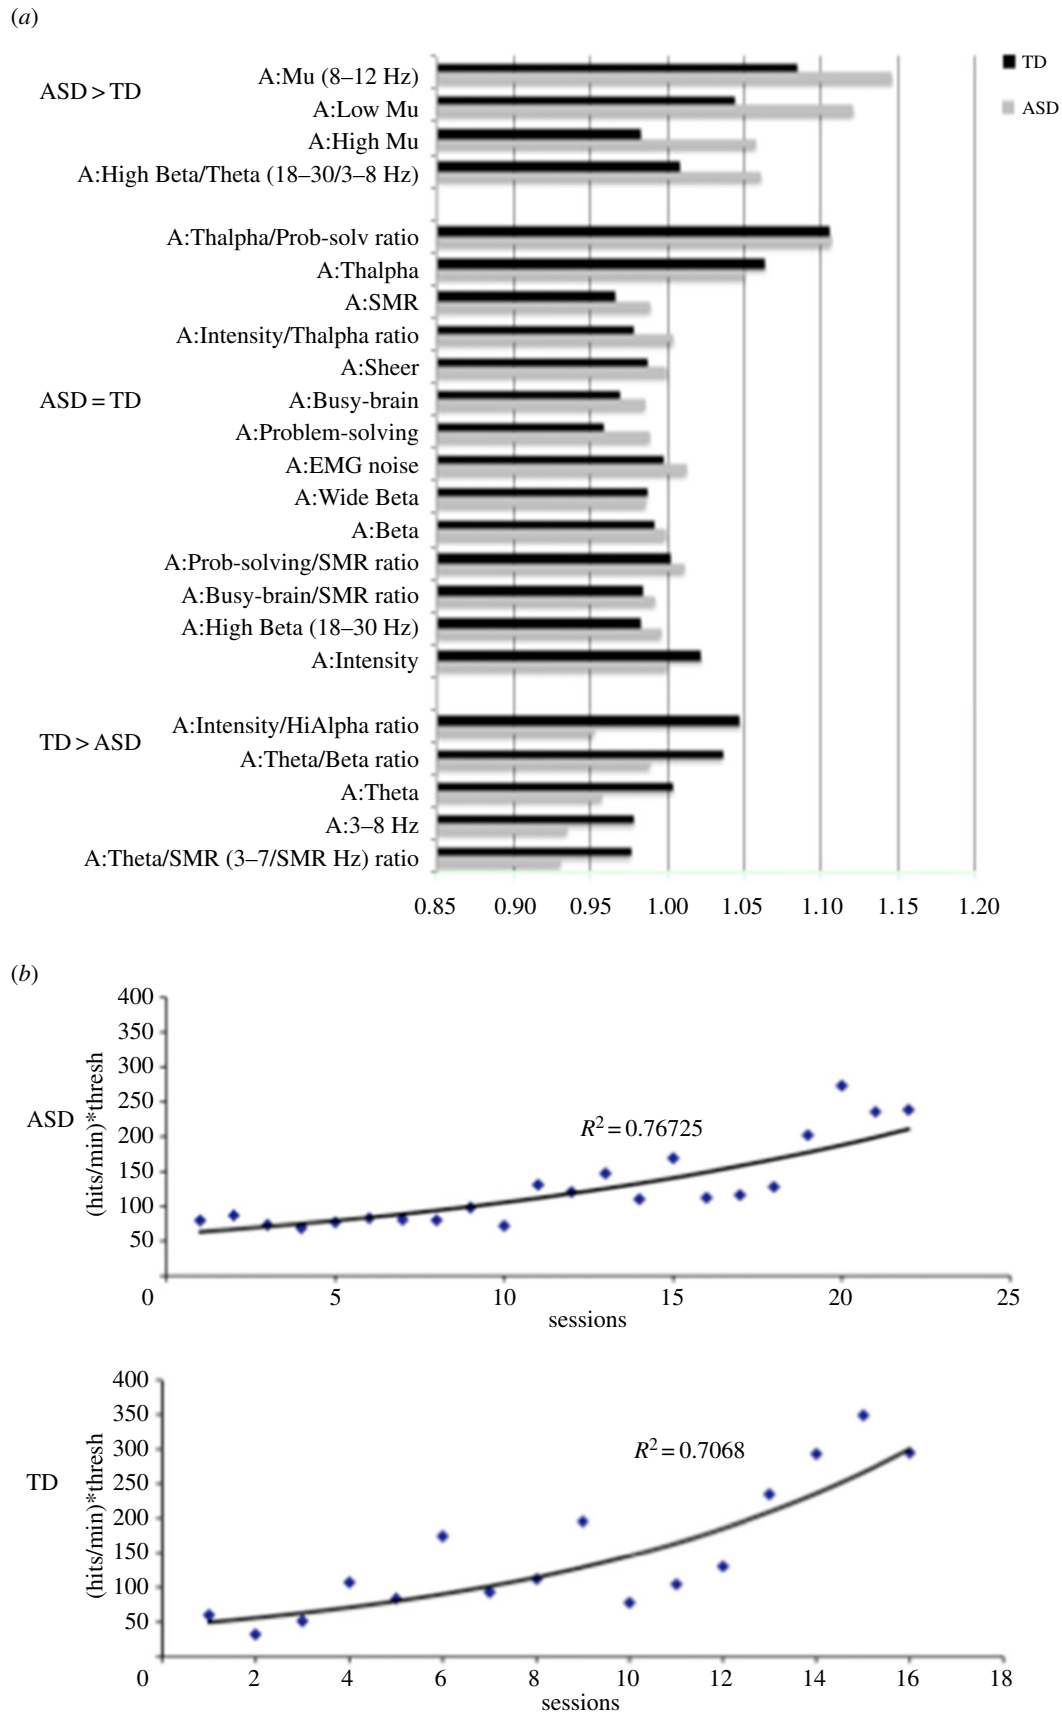 (a)
TD
ASD
ASD > TD
A:Mu (8–12 Hz)
A:Low Mu
A:High Mu
A:High Beta/Theta (18–30/3–8 Hz)
A:Thalpha/Prob-solv ratio
A:Thalpha
A:SMR
A:Intensity/Thalpha ratio
A:Sheer
ASD = TD
A:Busy-brain
A:Problem-solving
A:EMG noise
A:Wide Beta
A:Beta
A:Prob-solving/SMR ratio
A:Busy-brain/SMR ratio
A:High Beta (18–30 Hz)
A:Intensity
A:Intensity/HiAlpha ratio
TD > ASD
A:Theta/Beta ratio
A:Theta
A:3–8 Hz
A:Theta/SMR (3–7/SMR Hz) ratio
0.85 0.90 0.95 1.00 1.05 1.10 1.15 1.20
(b)
400
350
300
250
200
150
100
50
ASD
(hits/min)*thresh
R² = 0.76725
0 5 10 15 20 25
sessions
400
350
300
250
200
150
100
50
TD
(hits/min)*thresh
R² = 0.7068
0 2 4 6 8 10 12 14 16 18
sessions